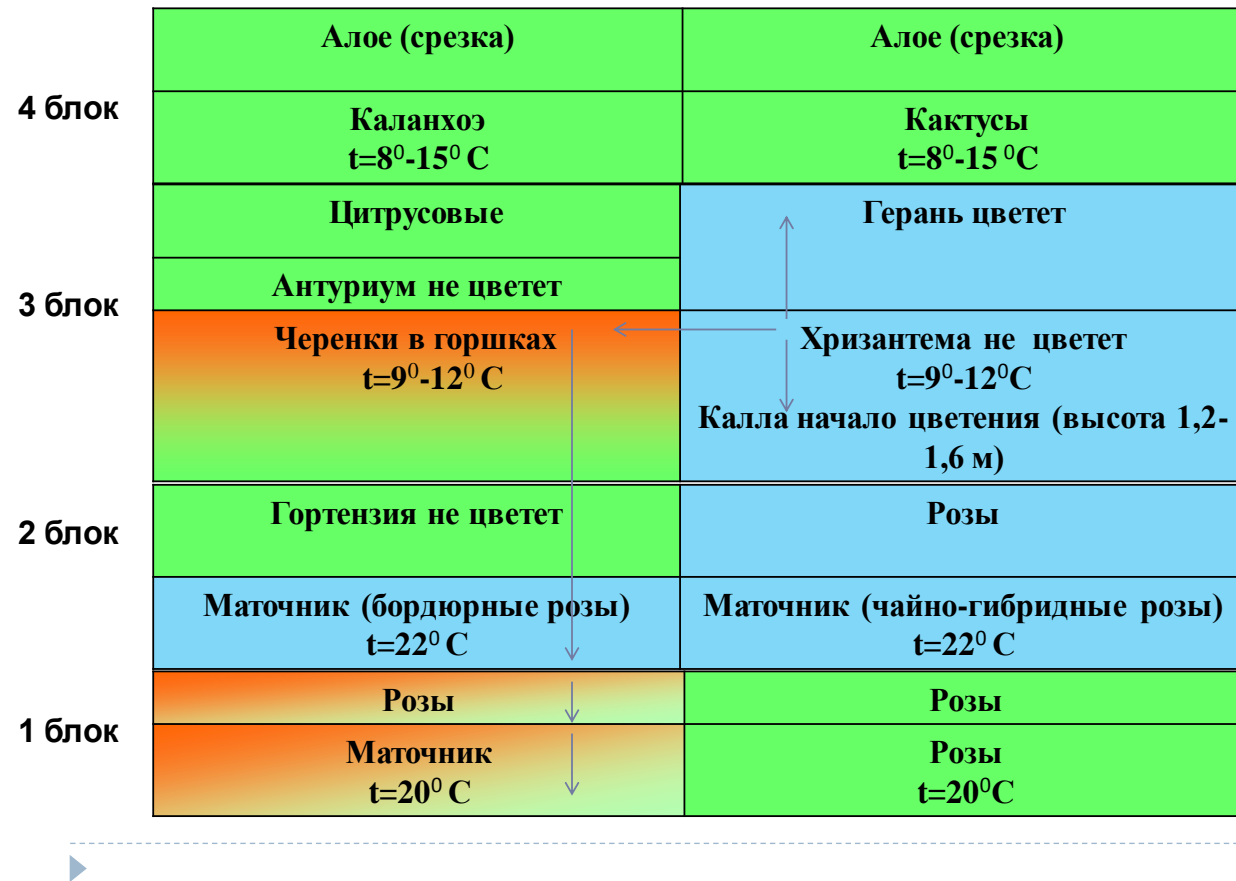 Алое (срезка)
Алое (срезка)
4 блок
Каланхоэ
t=8⁰-15⁰ С
Кактусы
t=8⁰-15 ⁰С
3 блок
Цитрусовые
Герань цветет
Антуриум не цветет
Черенки в горшках
t=9⁰-12⁰ С
Хризантема не цветет
t=9⁰-12⁰С
Калла начало цветения (высота 1,2-
1,6 м)
2 блок
Гортензия не цветет
Розы
Маточник (бордюрные розы)
t=22⁰ С
Маточник (чайно-гибридные розы)
t=22⁰ С
1 блок
Розы
Розы
Маточник
t=20⁰ С
Розы
t=20⁰С